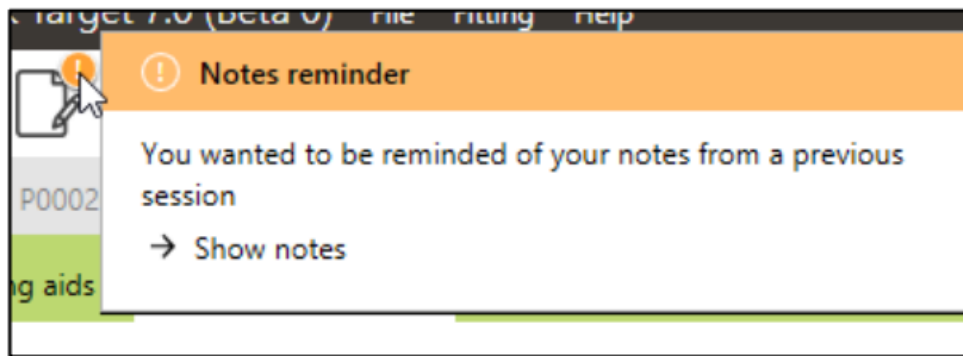 Target 7.0 (Beta 0) File Fitting Help
! Notes reminder
You wanted to be reminded of your notes from a previous
session
P0002
→ Show notes
ng aids